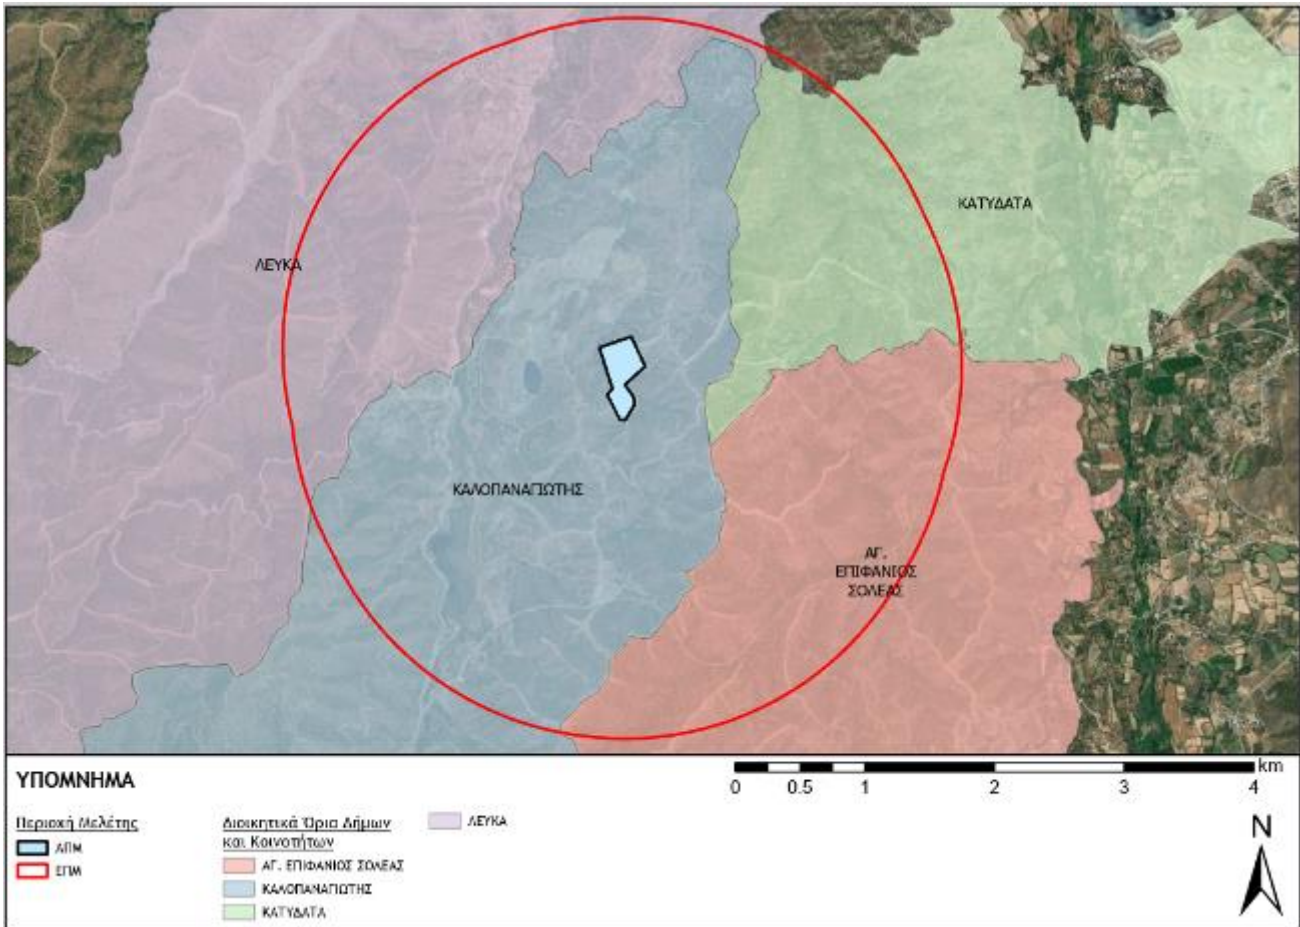 ΚΑΤΥΔΑΤΑ
ΛΕΥΚΑ
ΚΑΛΟΠΑΝΑΓΙΩΤΗΣ
ΑΓ.
ΕΠΙΦΑΝΙΟΣ
ΣΟΛΕΑΣ
ΥΠΟΜΝΗΜΑ
Περιοχή Μελέτης
ΑΠΜ
ΕΠΜ
Διοικητικά Όρια Δήμων
και Κοινοτήτων
ΑΓ. ΕΠΙΦΑΝΙΟΣ ΣΟΛΕΑΣ
ΚΑΛΟΠΑΝΑΓΙΩΤΗΣ
ΚΑΤΥΔΑΤΑ
ΛΕΥΚΑ
km
0 0.5 1 2 3 4
N